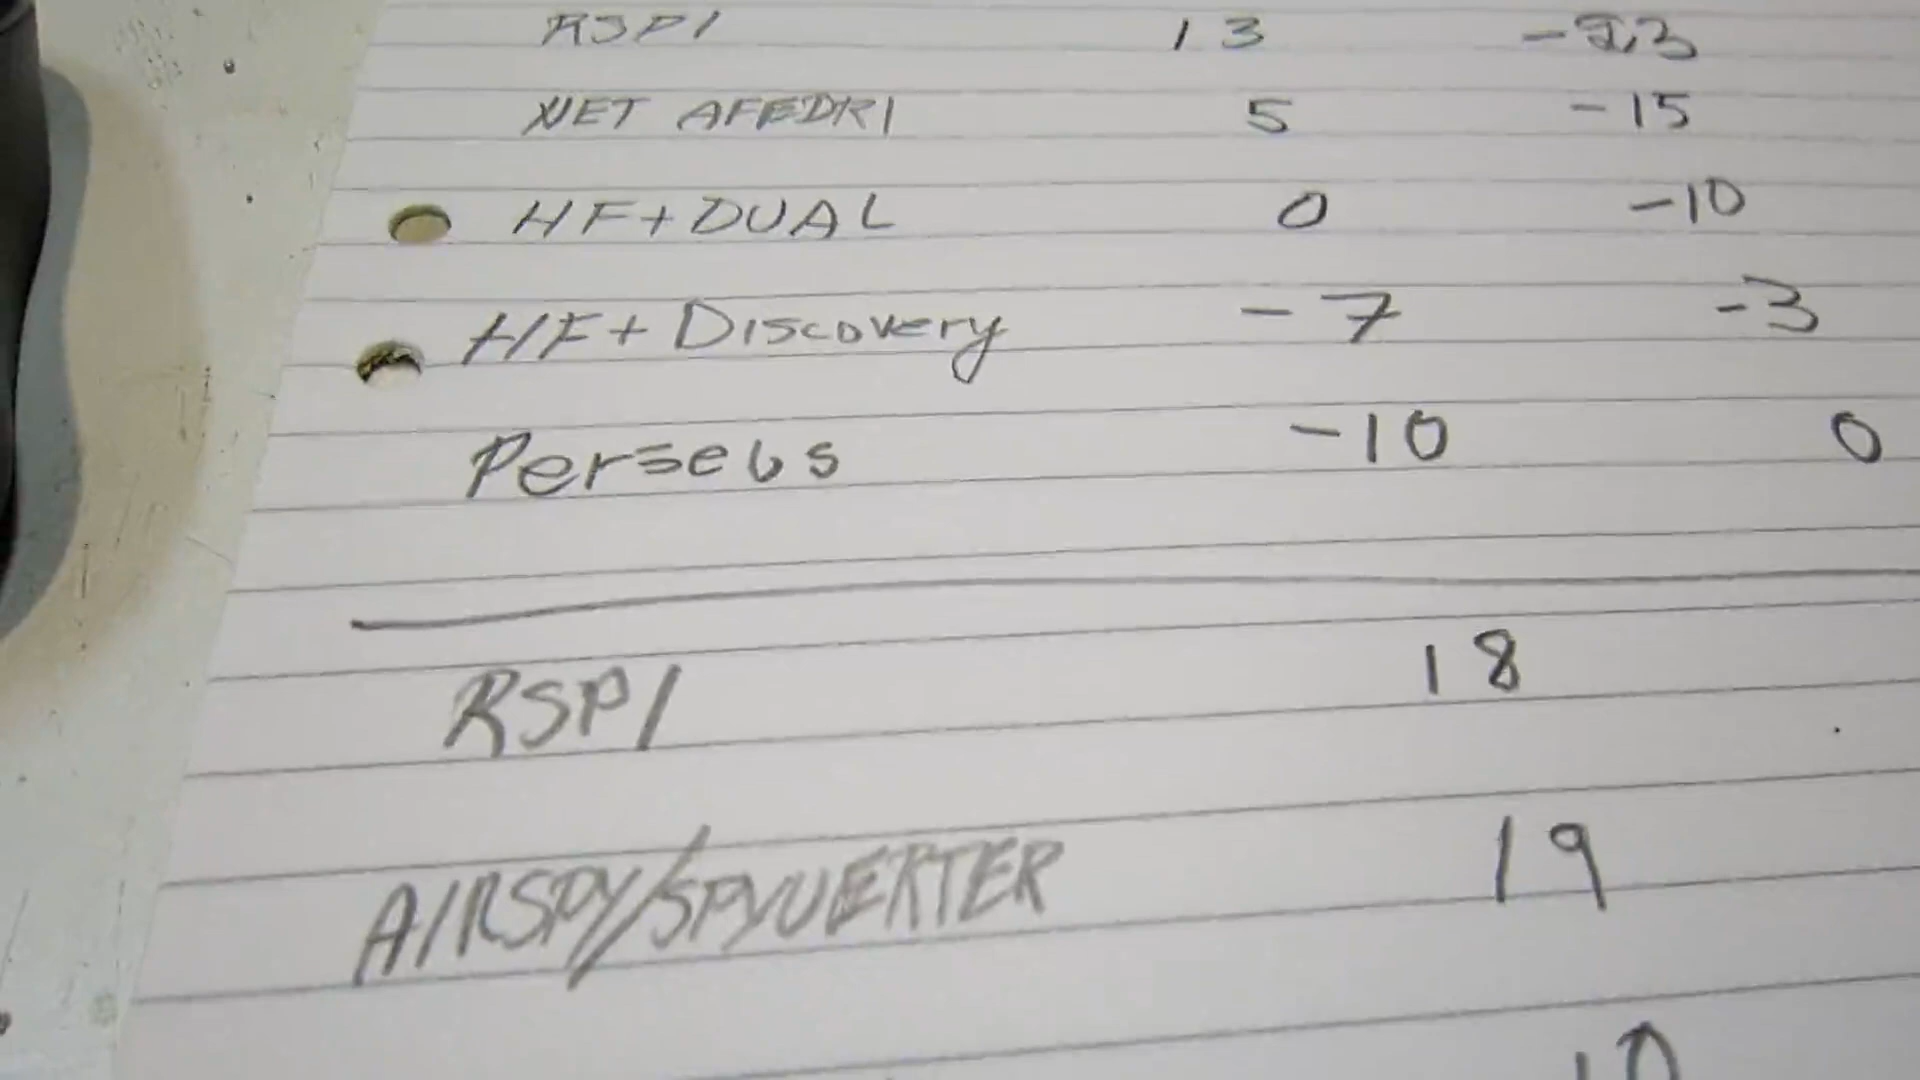 RSP1 13 -23
NET AFEDRI 5 -15
HF+DUAL 0 -10
HF+Discovery -7 -3
Perseus -10 0
RSP1 18
AIRSPY/SPYVERTER 19